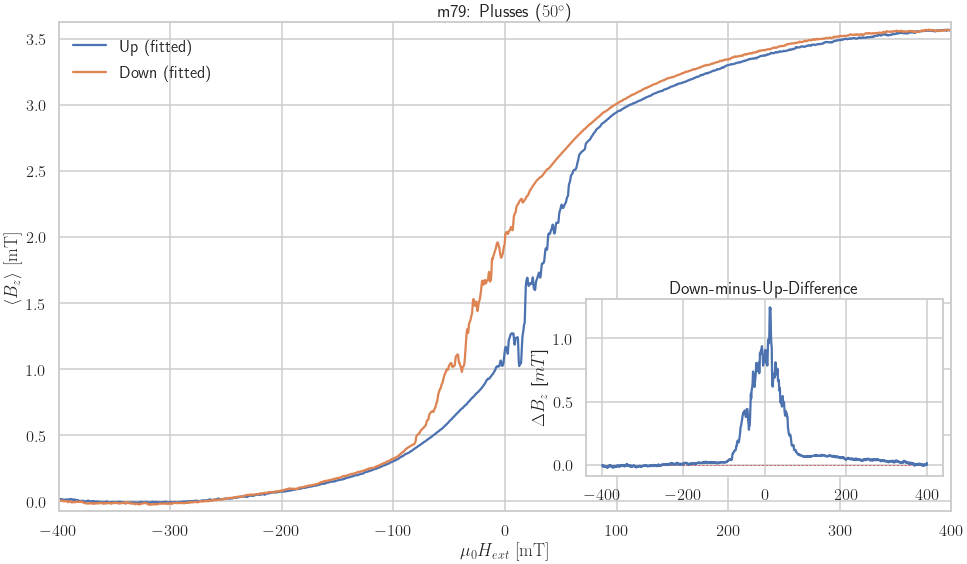 m79: Plusses (50°)
Up (fitted)
Down (fitted)
⟨B_z⟩ [mT]
3.5
3.0
2.5
2.0
1.5
1.0
0.5
0.0
−400 −300 −200 −100 0 100 200 300 400
μ₀H_ext [mT]
Down-minus-Up-Difference
ΔB_z [mT]
1.0
0.5
0.0
−400 −200 0 200 400